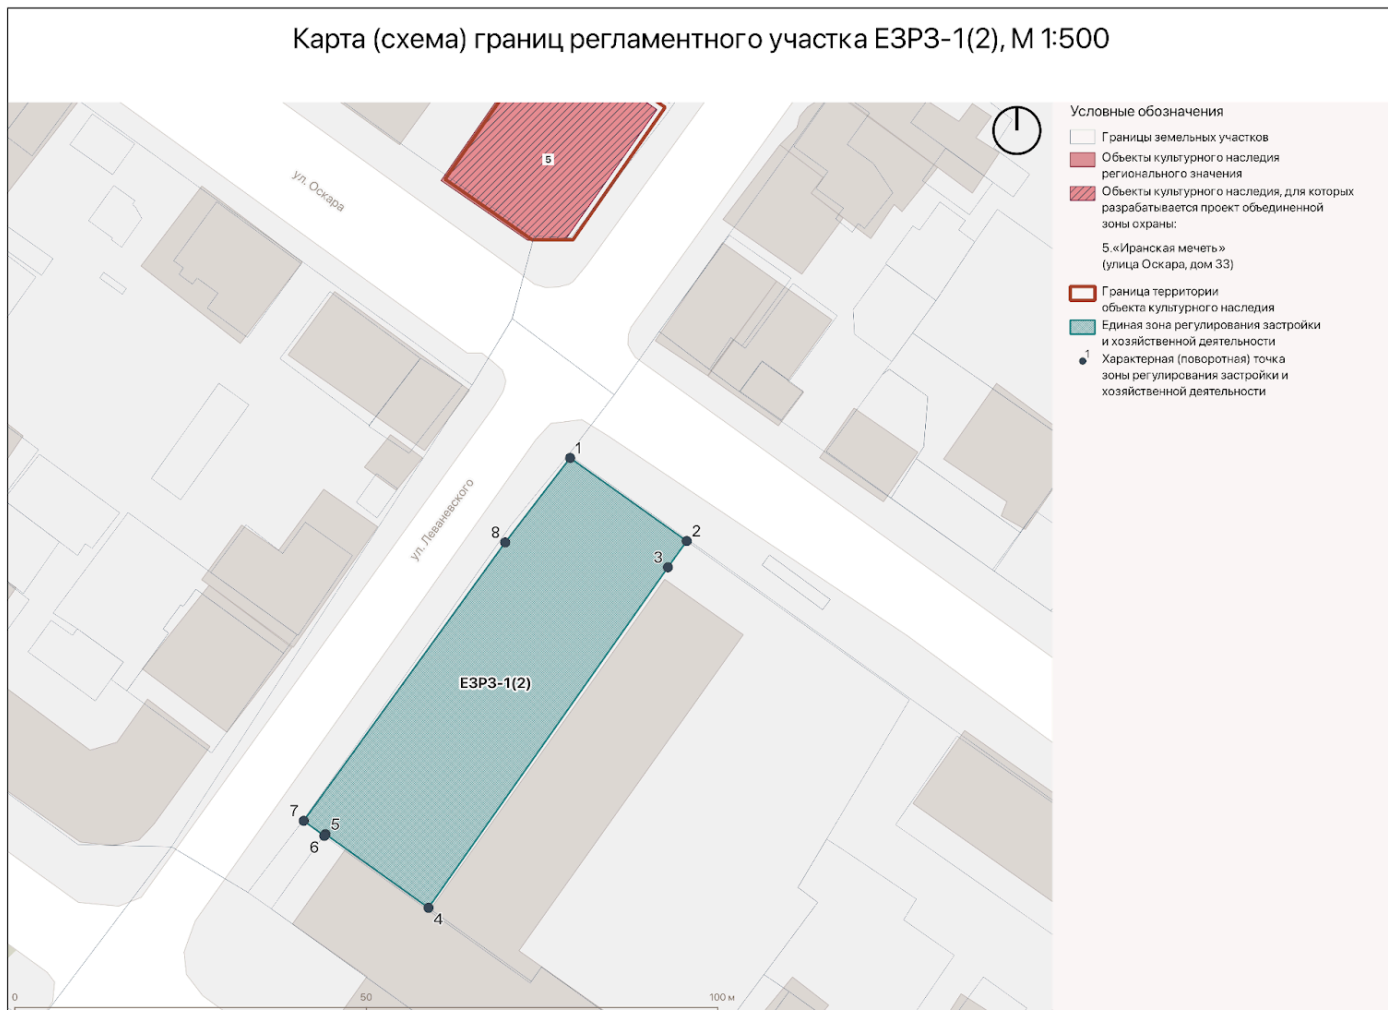 Карта (схема) границ регламентного участка ЕЗРЗ-1(2), М 1:500
Условные обозначения
Границы земельных участков
Объекты культурного наследия
регионального значения
Объекты культурного наследия, для которых
разрабатывается проект объединенной
зоны охраны:
5.«Иранская мечеть»
(улица Оскара, дом 33)
Граница территории
объекта культурного наследия
Единая зона регулирования застройки
и хозяйственной деятельности
1
Характерная (поворотная) точка
зоны регулирования застройки и
хозяйственной деятельности
5
ул. Оскара
ул. Леваневского
1
2
3
8
ЕЗРЗ-1(2)
7
5
6
4
0
50
100 м